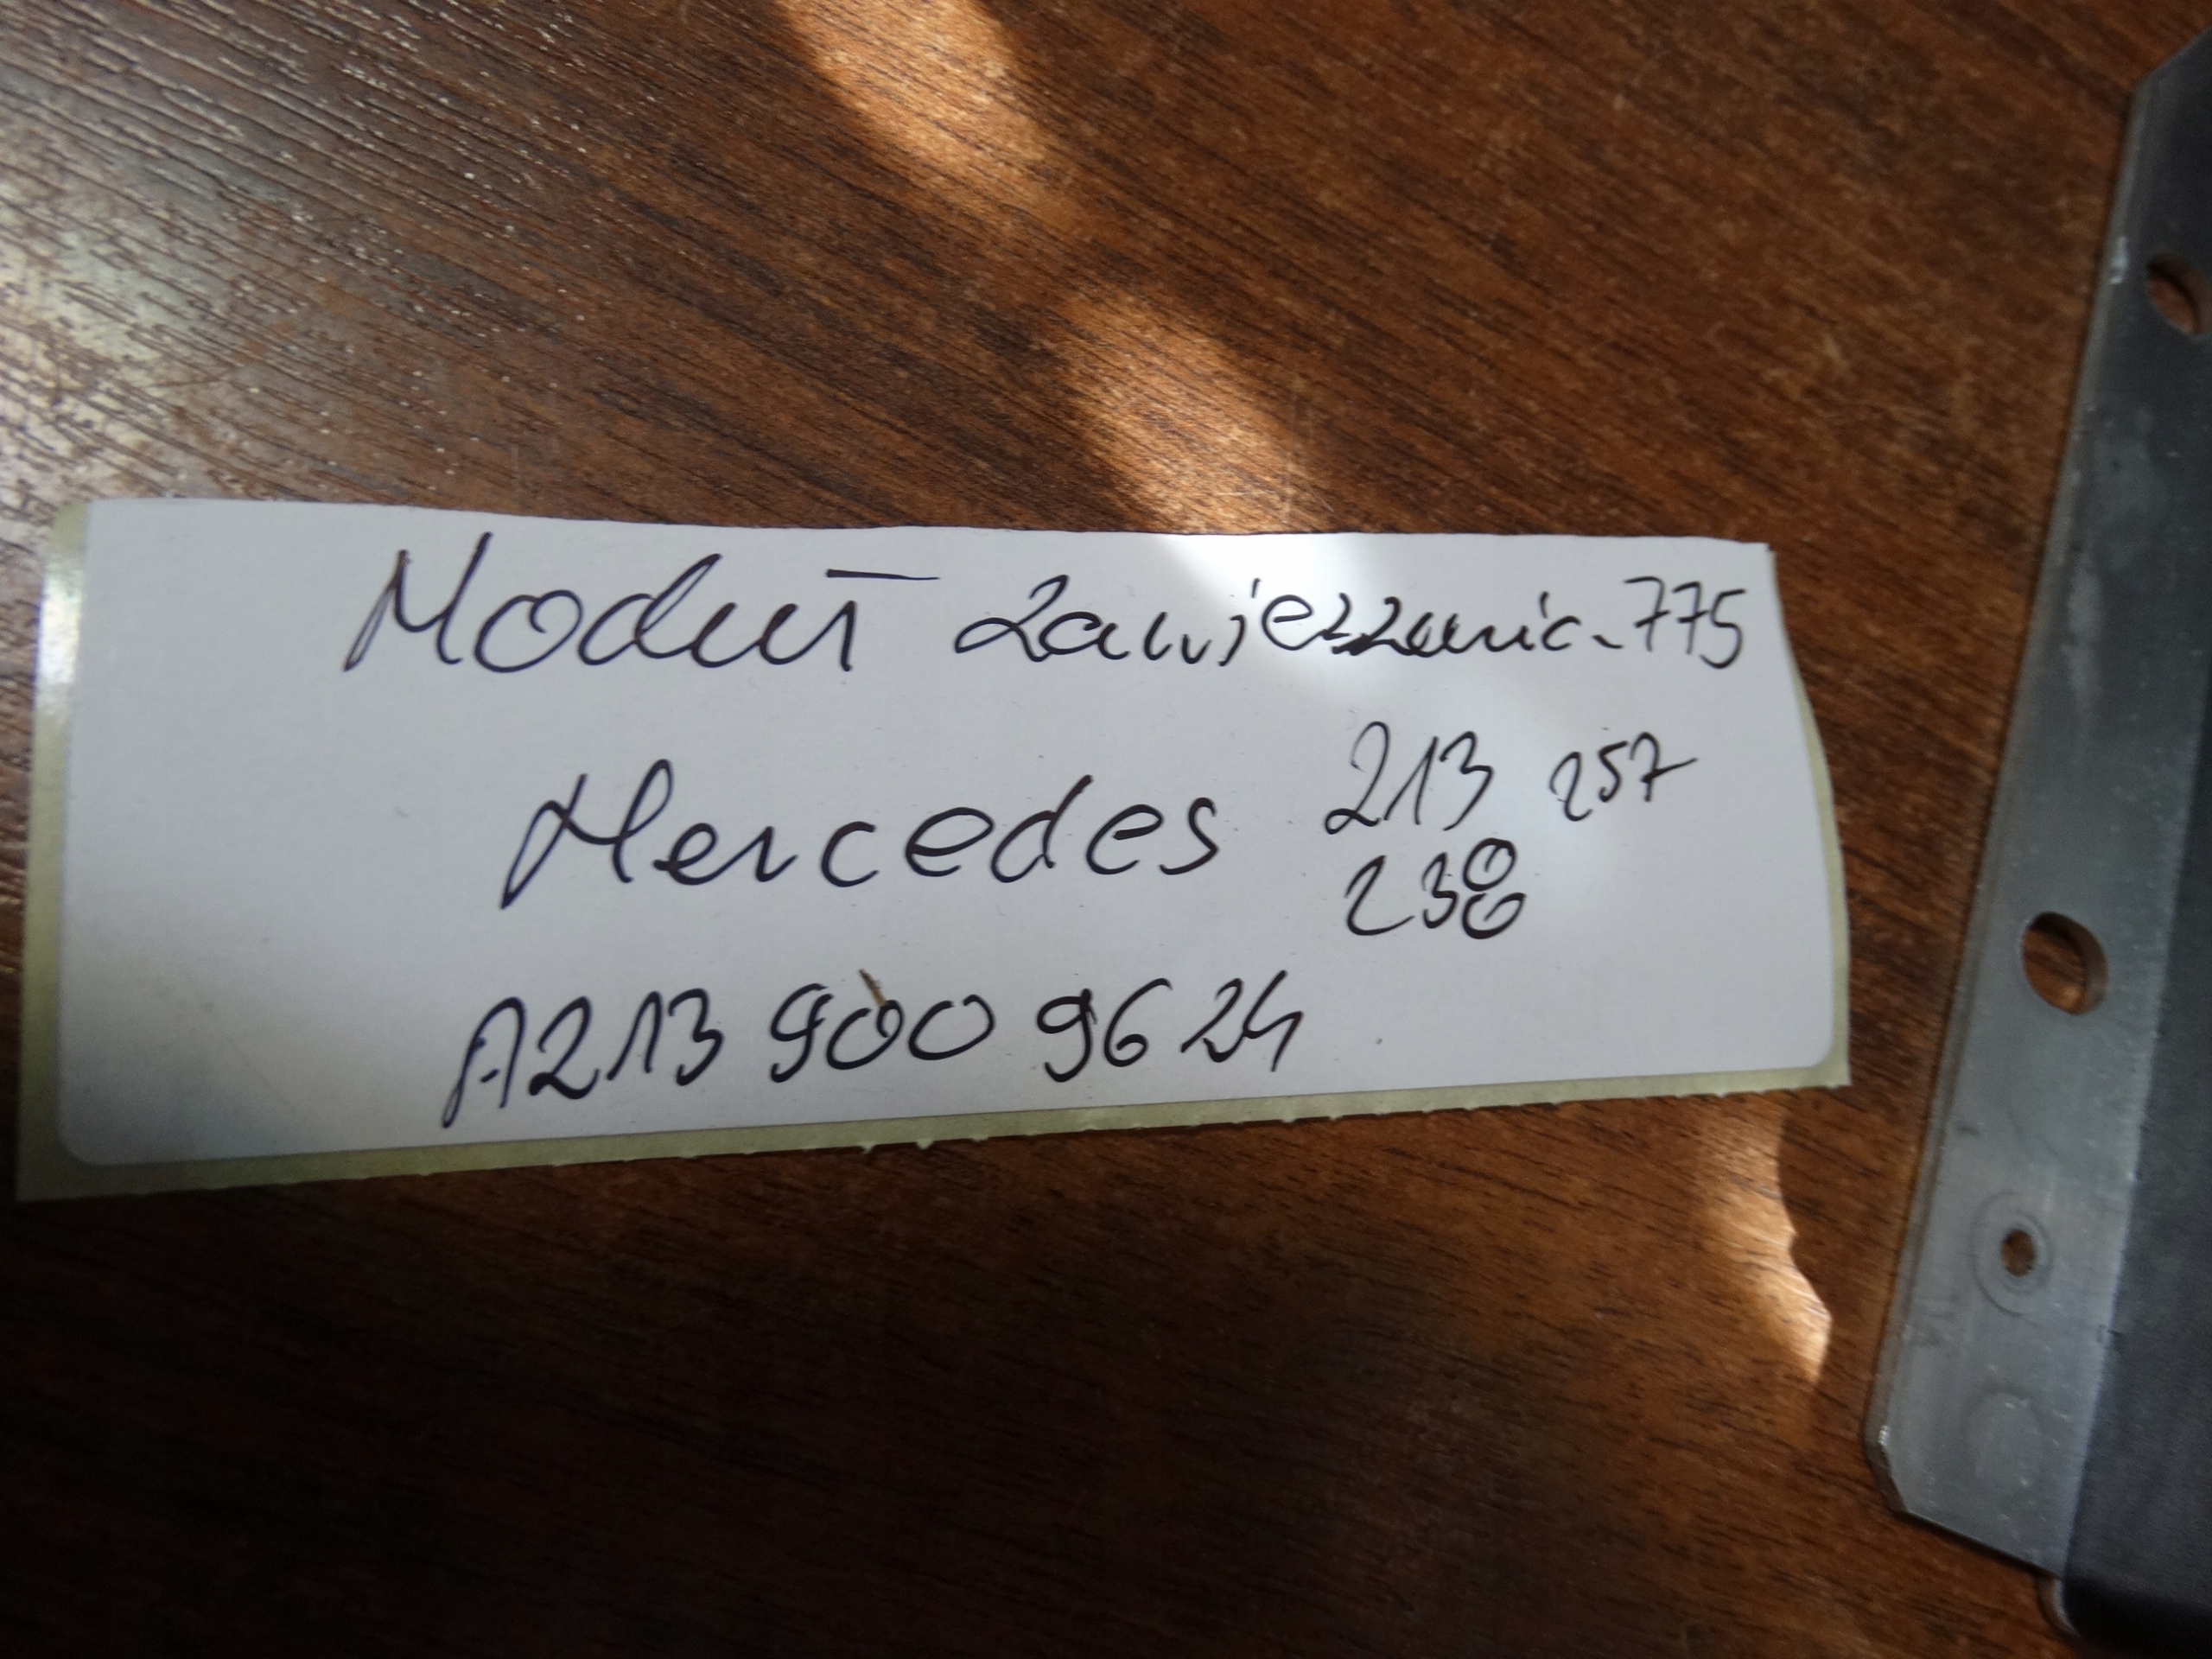 Moduł zawieszenia 775
Mercedes 213 257
238
A213 900 96 24